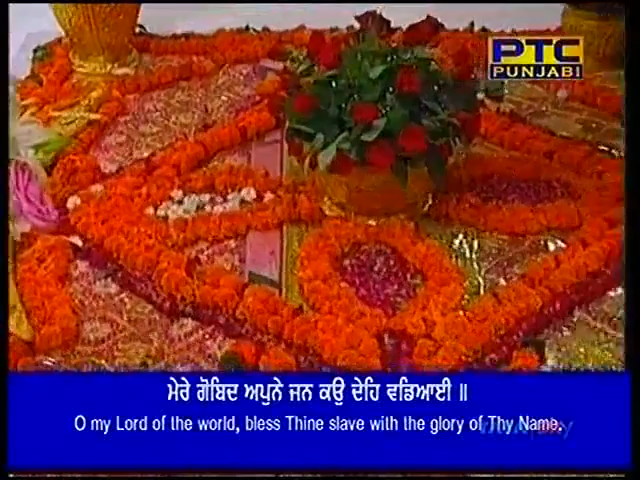 PTC
PUNJABI
ਮੇਰੇ ਗੋਬਿਦ ਅਪੁਨੇ ਜਨ ਕਉ ਦੇਹਿ ਵਡਿਆਈ ॥
O my Lord of the world, bless Thine slave with the glory of Thy Name.